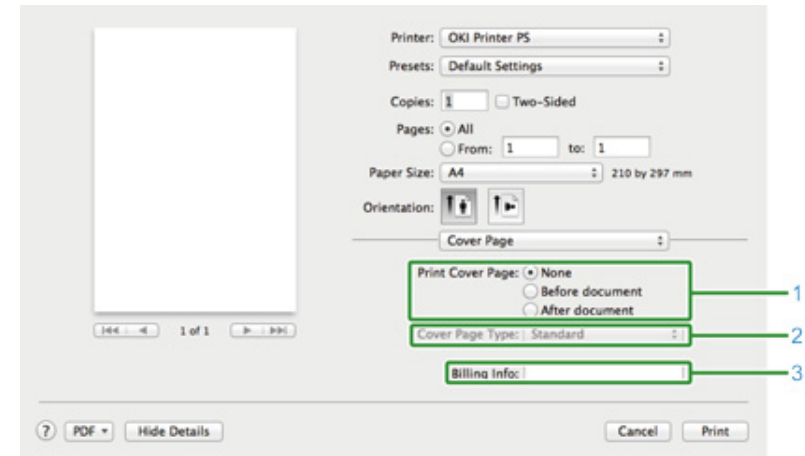 Printer: OKI Printer PS
Presets: Default Settings
Copies: 1 Two-Sided
Pages: All
From: 1 to: 1
Paper Size: A4 210 by 297 mm
Orientation:
Cover Page
Print Cover Page: None
Before document
After document
1
Cover Page Type: Standard
2
Billing Info:
3
1 of 1
? PDF Hide Details Cancel Print